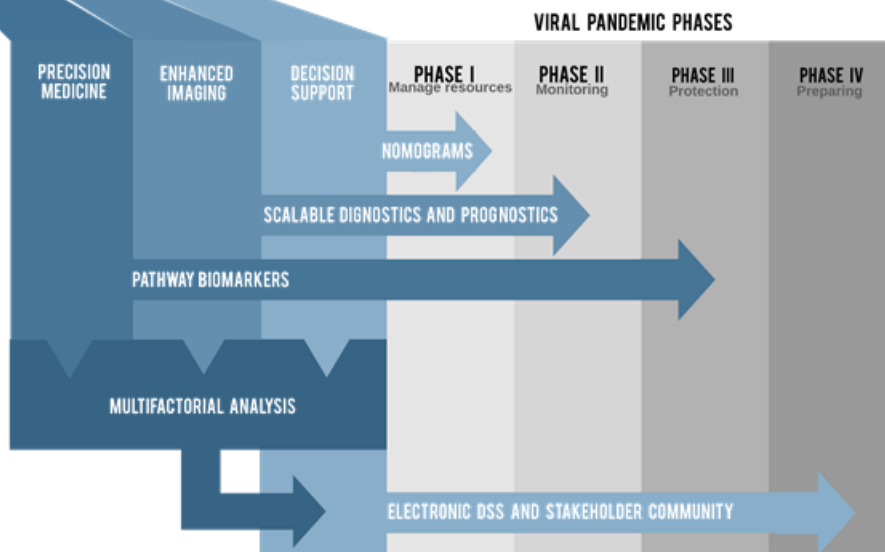 VIRAL PANDEMIC PHASES
PRECISION
MEDICINE
ENHANCED
IMAGING
DECISION
SUPPORT
PHASE I
Manage resources
PHASE II
Monitoring
PHASE III
Protection
PHASE IV
Preparing
NOMOGRAMS
SCALABLE DIGNOSTICS AND PROGNOSTICS
PATHWAY BIOMARKERS
MULTIFACTORIAL ANALYSIS
ELECTRONIC DSS AND STAKEHOLDER COMMUNITY